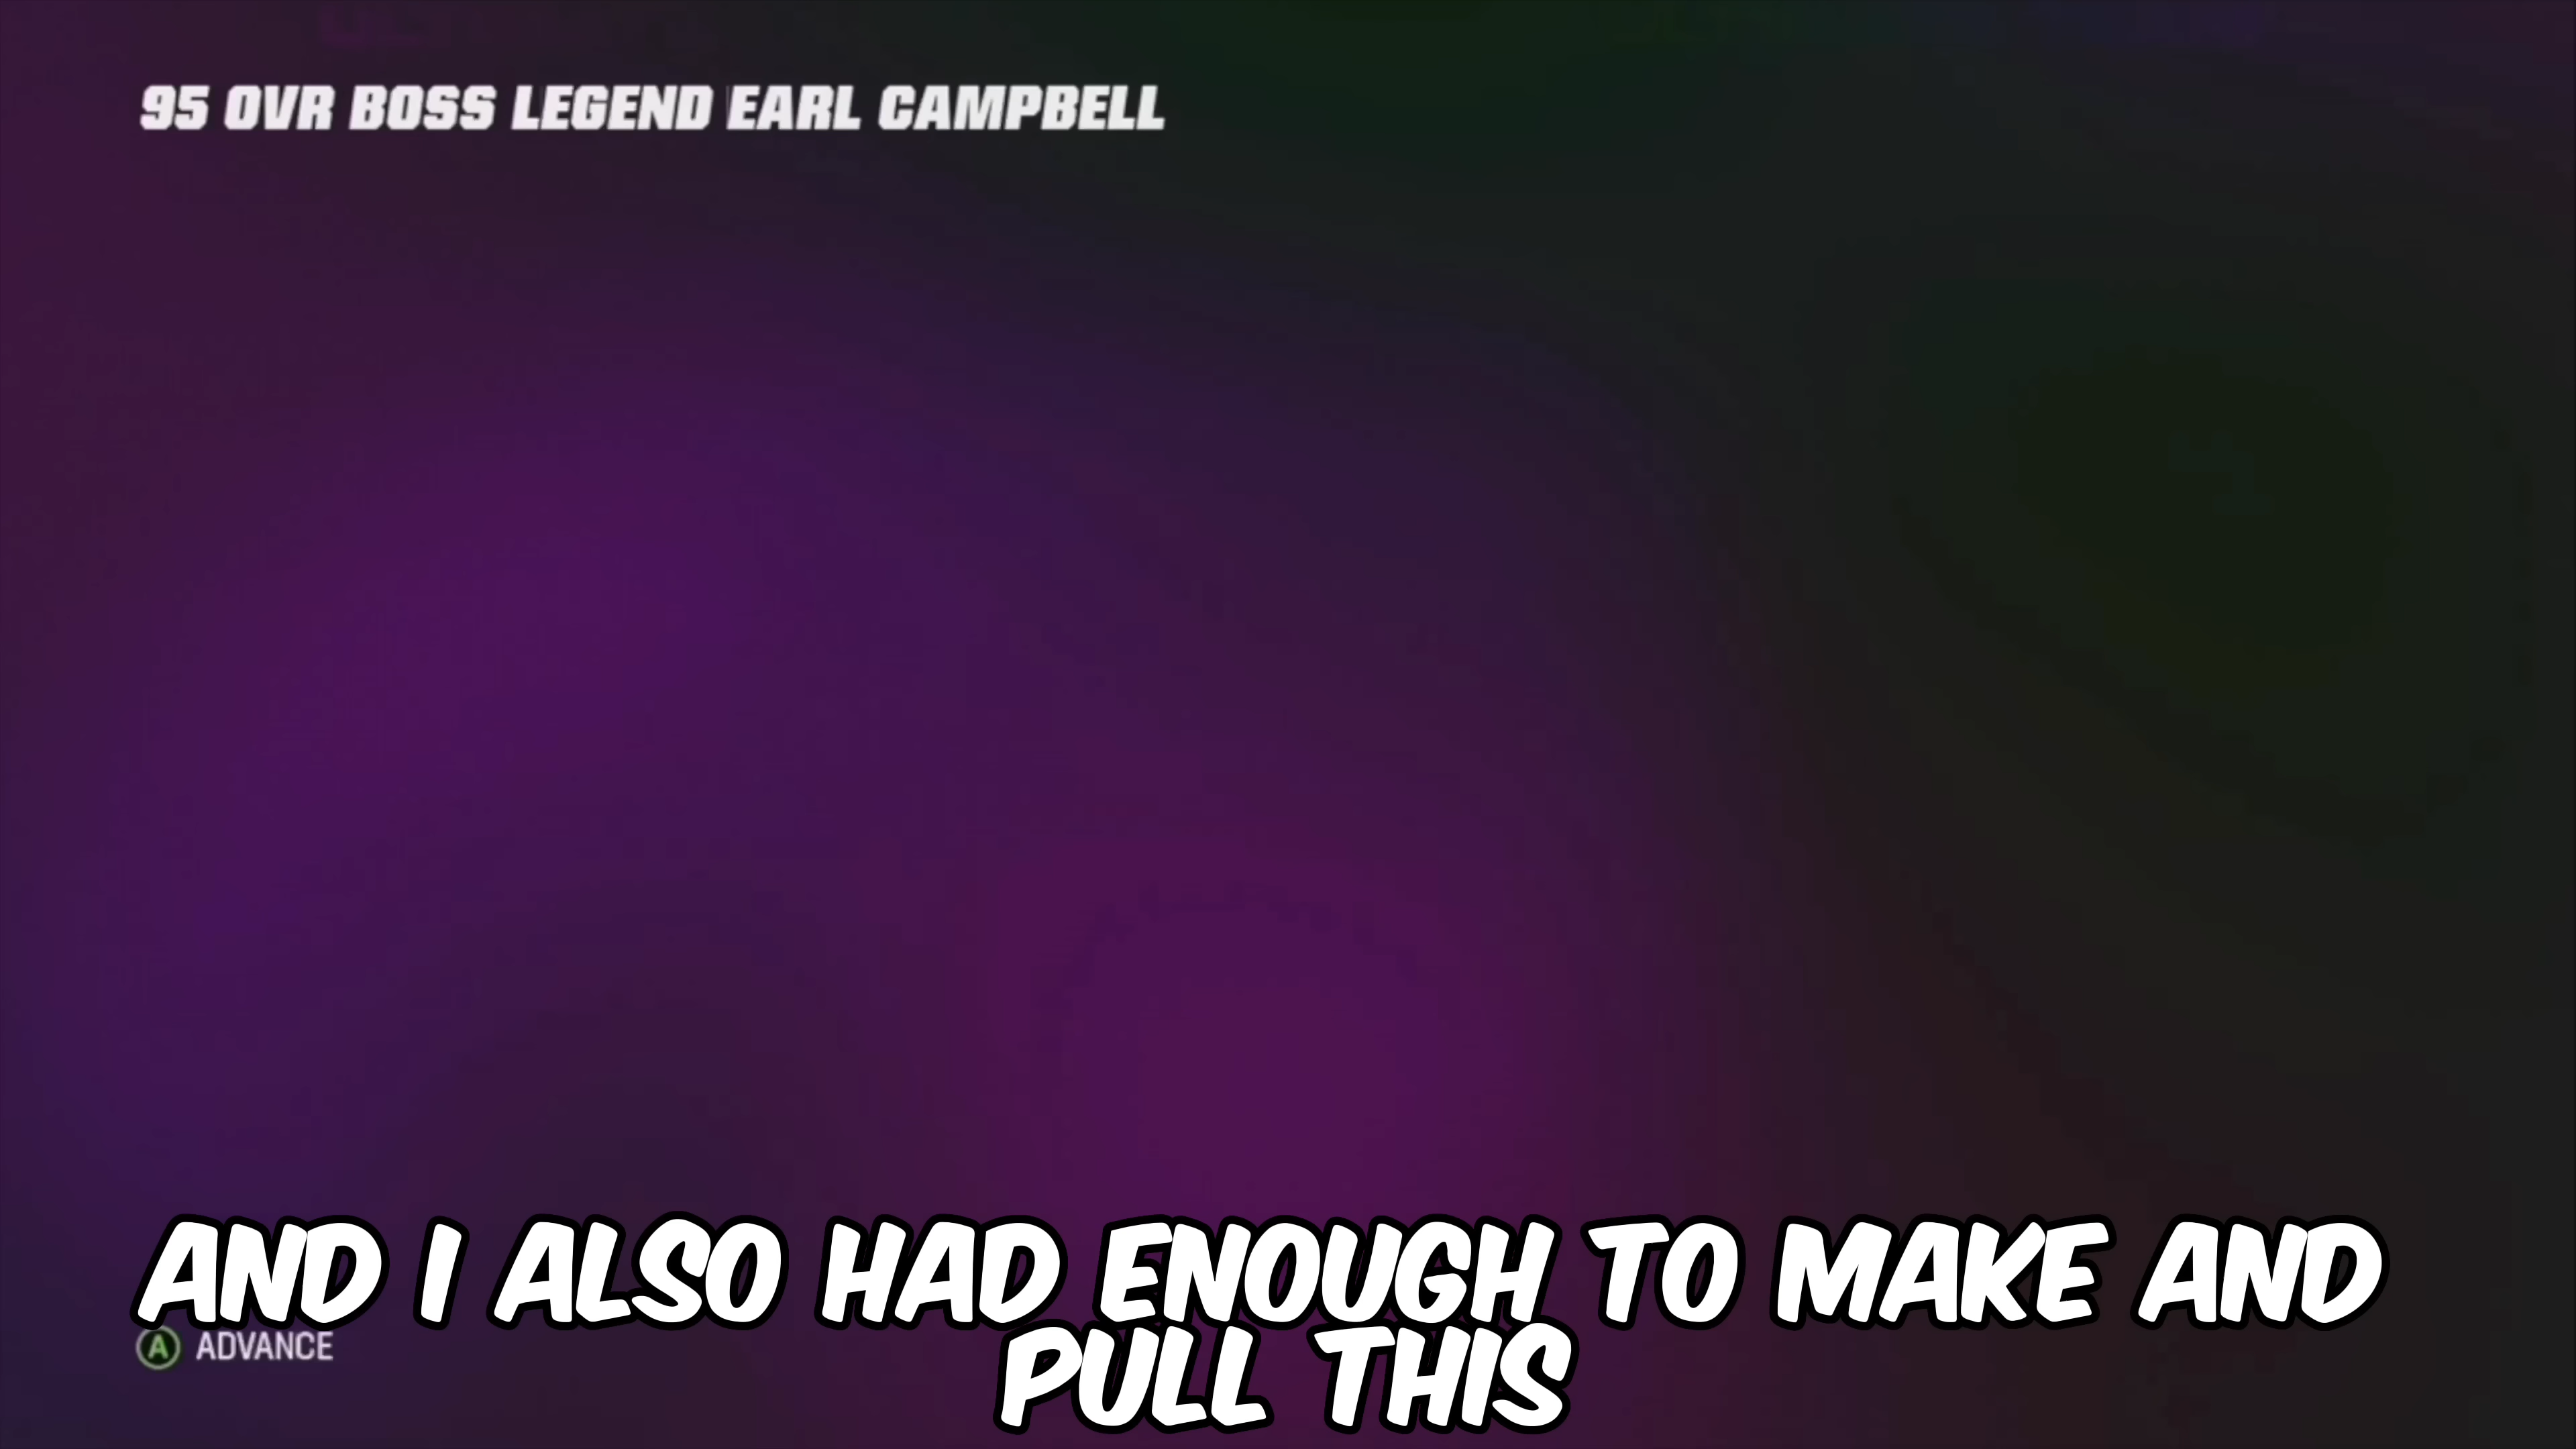 95 OVR BOSS LEGEND EARL CAMPBELL
AND I ALSO HAD ENOUGH TO MAKE AND
PULL THIS
A ADVANCE